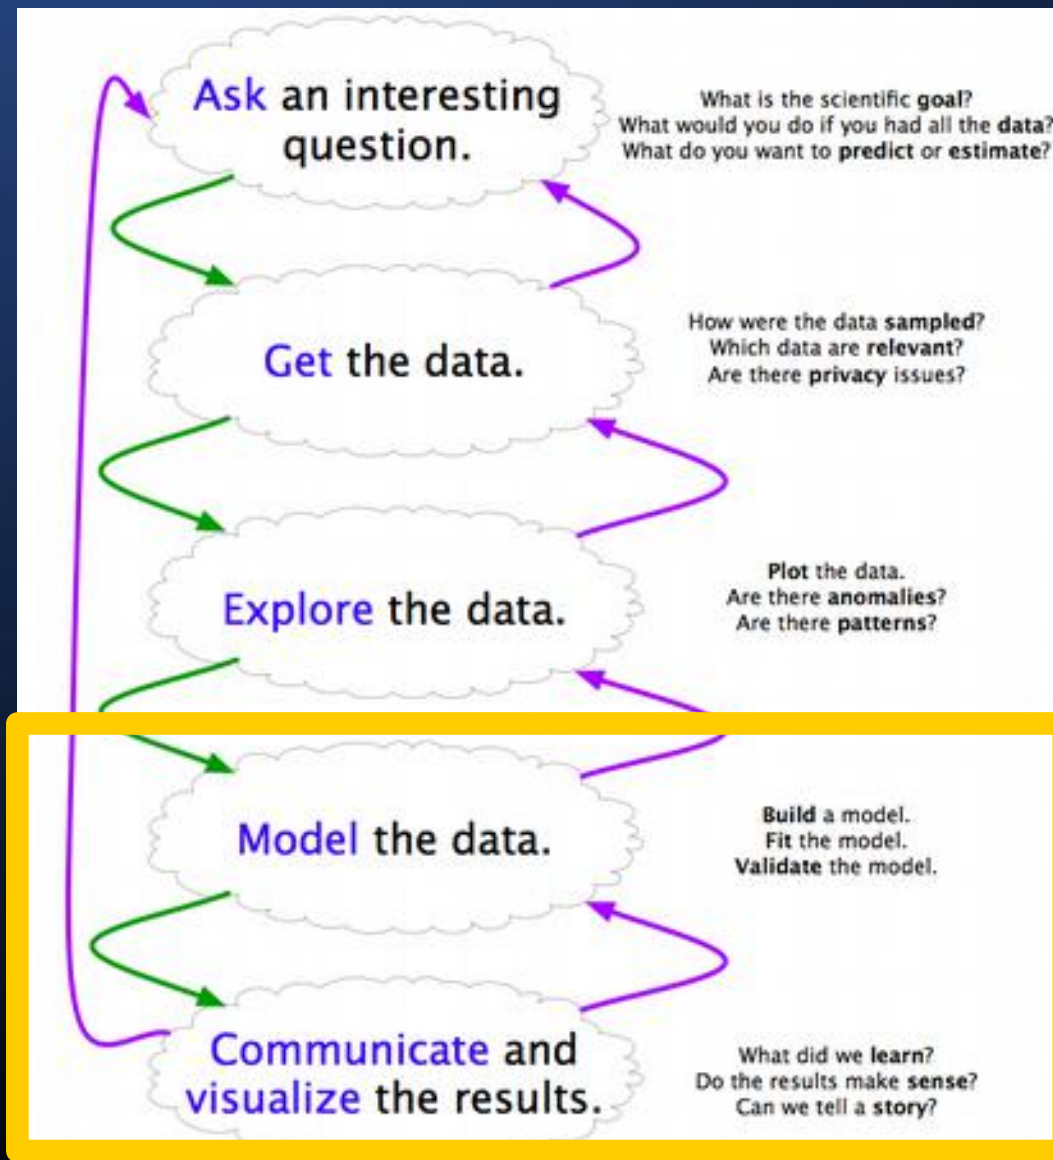 Ask an interesting
question.
What is the scientific goal?
What would you do if you had all the data?
What do you want to predict or estimate?
Get the data.
How were the data sampled?
Which data are relevant?
Are there privacy issues?
Explore the data.
Plot the data.
Are there anomalies?
Are there patterns?
Model the data.
Build a model.
Fit the model.
Validate the model.
Communicate and
visualize the results.
What did we learn?
Do the results make sense?
Can we tell a story?